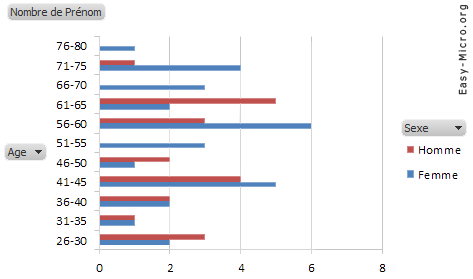 Nombre de Prénom
Easy-Micro.org
76-80
71-75
66-70
61-65
56-60
51-55
46-50
41-45
36-40
31-35
26-30
Age
Sexe
Homme
Femme
0 2 4 6 8